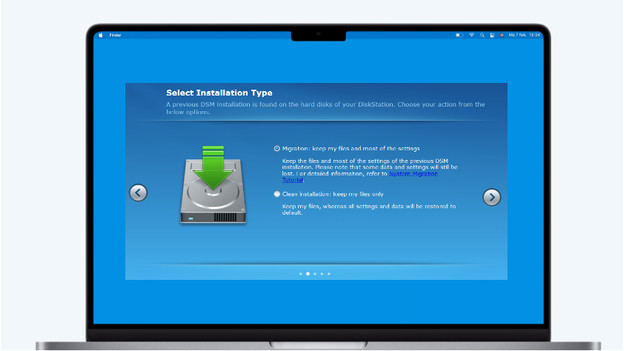 Finder
Select Installation Type
A previous DSM installation is found on the hard disks of your DiskStation. Choose your action from the
below options.
Migration: keep my files and most of the settings
Keep the files and most of the settings of the previous DSM
installation. Please note that some data and settings will still be
lost. For detailed information, refer to System Migration
Tutorial
Clean installation: keep my files only
Keep my files, whereas all settings and data will be restored to
default.